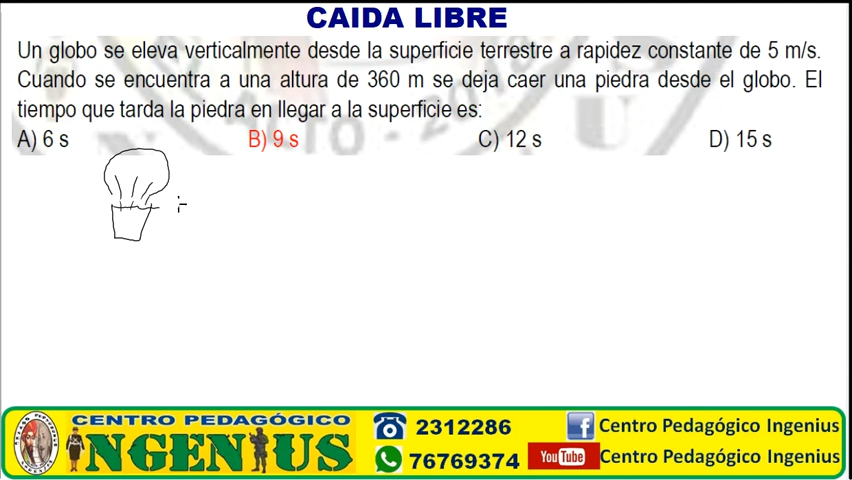 CAIDA LIBRE
Un globo se eleva verticalmente desde la superficie terrestre a rapidez constante de 5 m/s.
Cuando se encuentra a una altura de 360 m se deja caer una piedra desde el globo. El
tiempo que tarda la piedra en llegar a la superficie es:
A) 6 s B) 9 s C) 12 s D) 15 s
CENTRO PEDAGÓGICO
INGENIUS
2312286
76769374
Centro Pedagógico Ingenius
YouTube Centro Pedagógico Ingenius